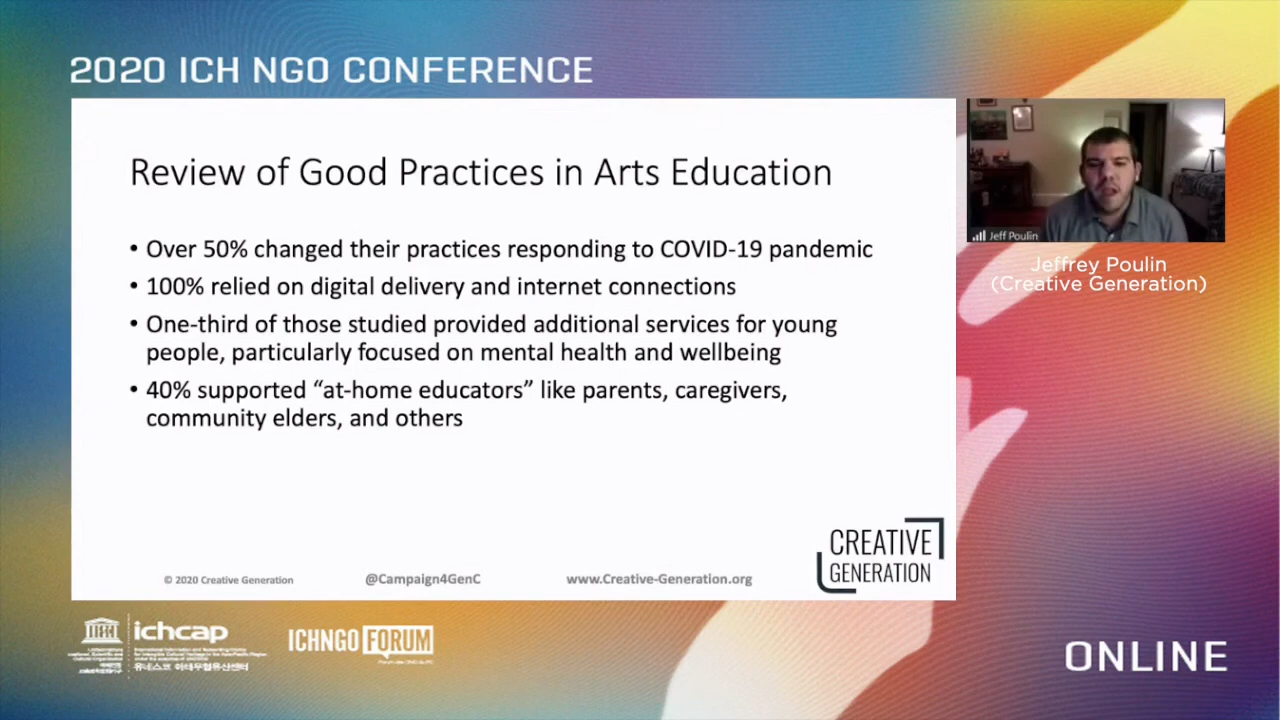 2020 ICH NGO CONFERENCE
Review of Good Practices in Arts Education
• Over 50% changed their practices responding to COVID-19 pandemic
• 100% relied on digital delivery and internet connections
• One-third of those studied provided additional services for young
people, particularly focused on mental health and wellbeing
• 40% supported “at-home educators” like parents, caregivers,
community elders, and others
CREATIVE
GENERATION
© 2020 Creative Generation
@Campaign4GenC
www.Creative-Generation.org
Jeff Poulin
Jeffrey Poulin
(Creative Generation)
ichcap
ICHNGO FORUM
ONLINE